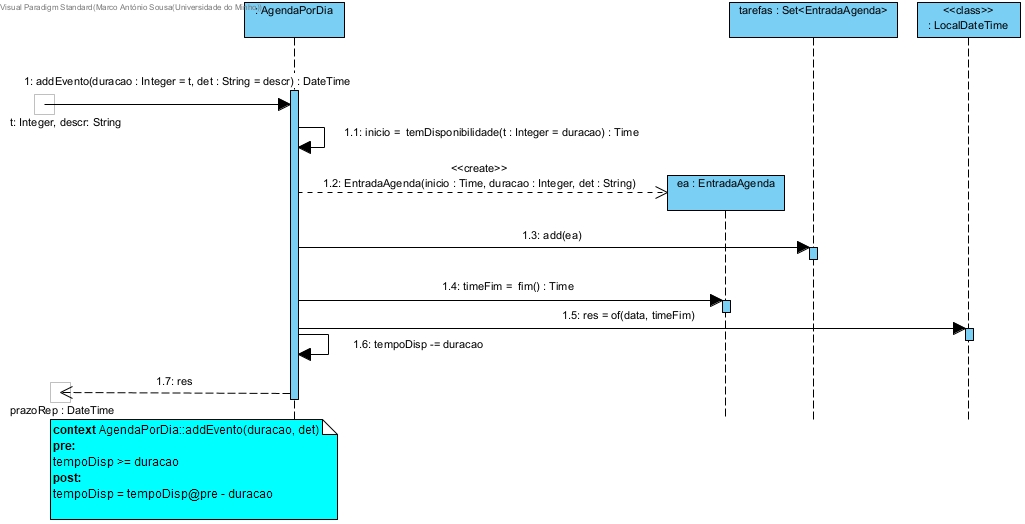 Visual Paradigm Standard(Marco António Sousa(Universidade do Minho))
: AgendaPorDia
tarefas : Set<EntradaAgenda>
<<class>>
: LocalDateTime
1: addEvento(duracao : Integer = t, det : String = descr) : DateTime
t: Integer, descr: String
1.1: inicio = temDisponibilidade(t : Integer = duracao) : Time
<<create>>
1.2: EntradaAgenda(inicio : Time, duracao : Integer, det : String)
ea : EntradaAgenda
1.3: add(ea)
1.4: timeFim = fim() : Time
1.5: res = of(data, timeFim)
1.6: tempoDisp -= duracao
1.7: res
prazoRep : DateTime
context AgendaPorDia::addEvento(duracao, det)
pre:
tempoDisp >= duracao
post:
tempoDisp = tempoDisp@pre - duracao